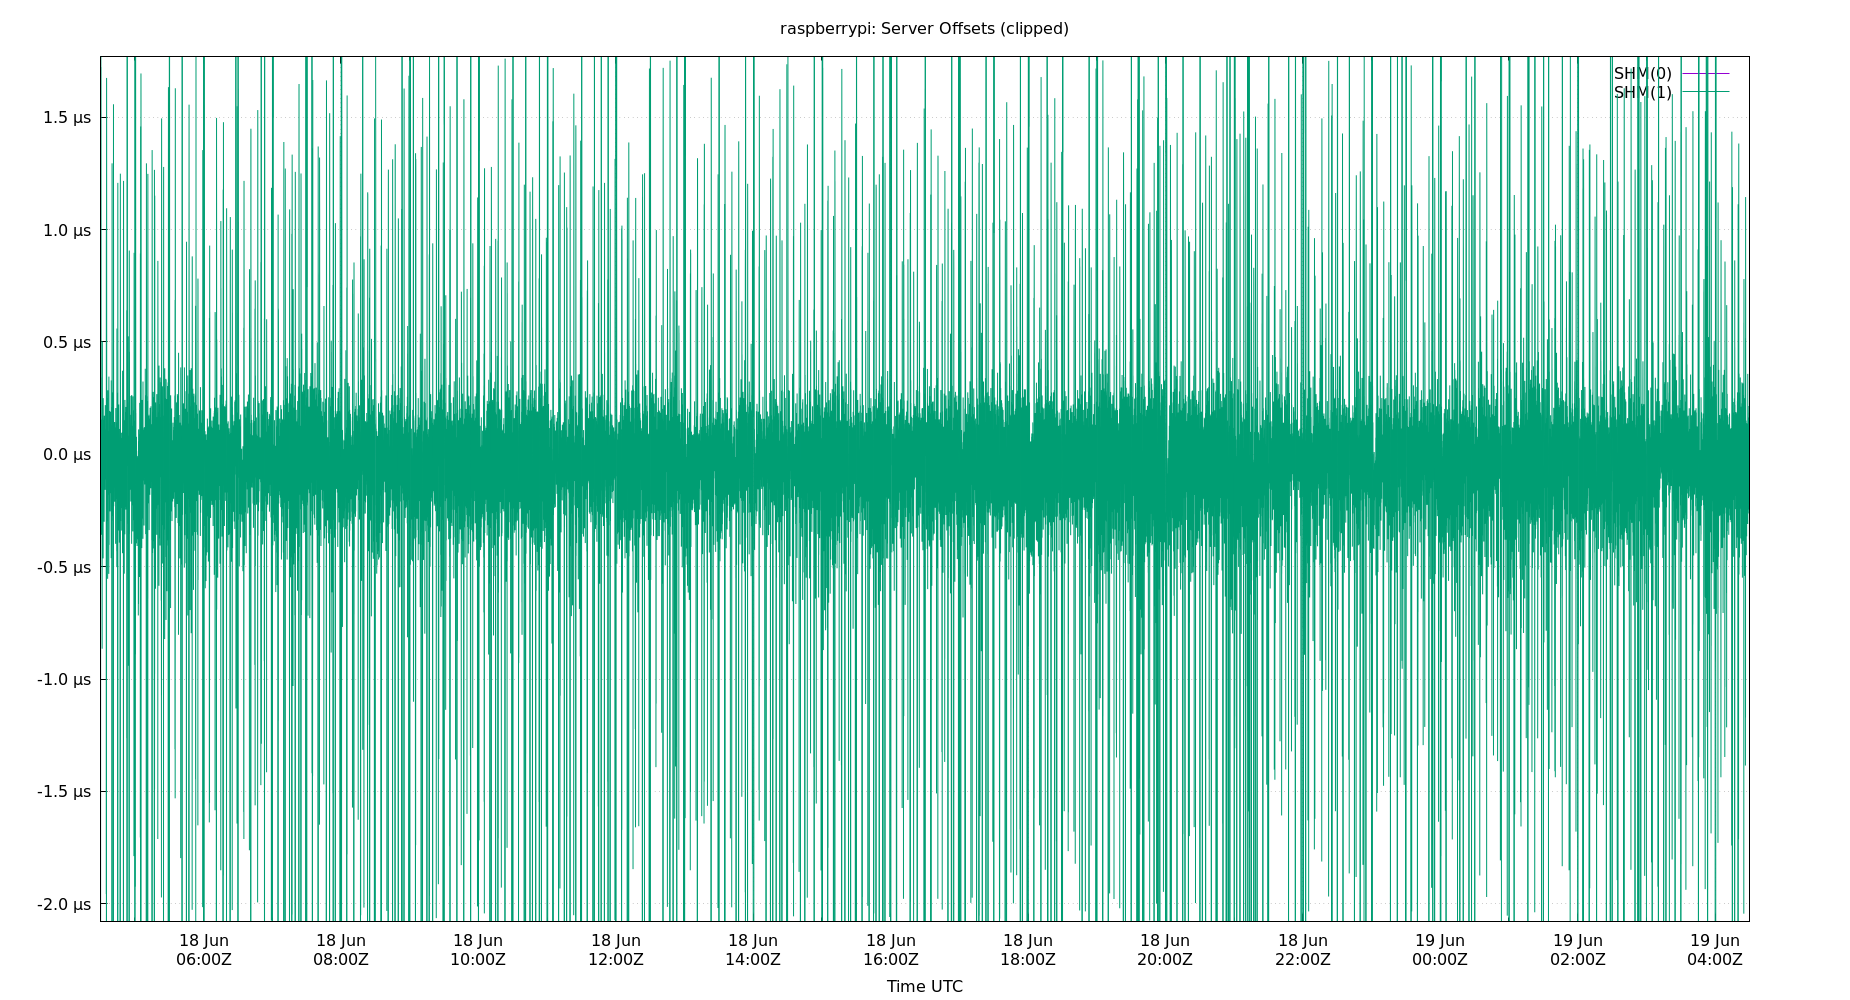 raspberrypi: Server Offsets (clipped)
SHM(0)
SHM(1)
1.5 µs
1.0 µs
0.5 µs
0.0 µs
-0.5 µs
-1.0 µs
-1.5 µs
-2.0 µs
18 Jun 18 Jun 18 Jun 18 Jun 18 Jun 18 Jun 18 Jun 18 Jun 18 Jun 19 Jun 19 Jun 19 Jun
06:00Z 08:00Z 10:00Z 12:00Z 14:00Z 16:00Z 18:00Z 20:00Z 22:00Z 00:00Z 02:00Z 04:00Z
Time UTC